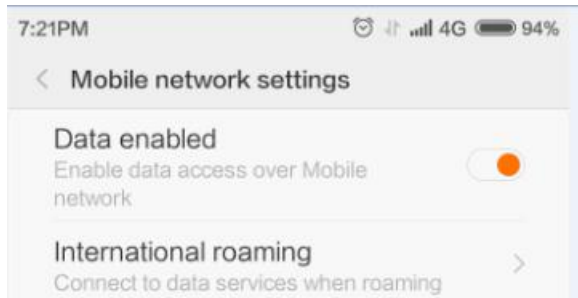 7:21PM 4G 94%
Mobile network settings
Data enabled
Enable data access over Mobile
network
International roaming
Connect to data services when roaming